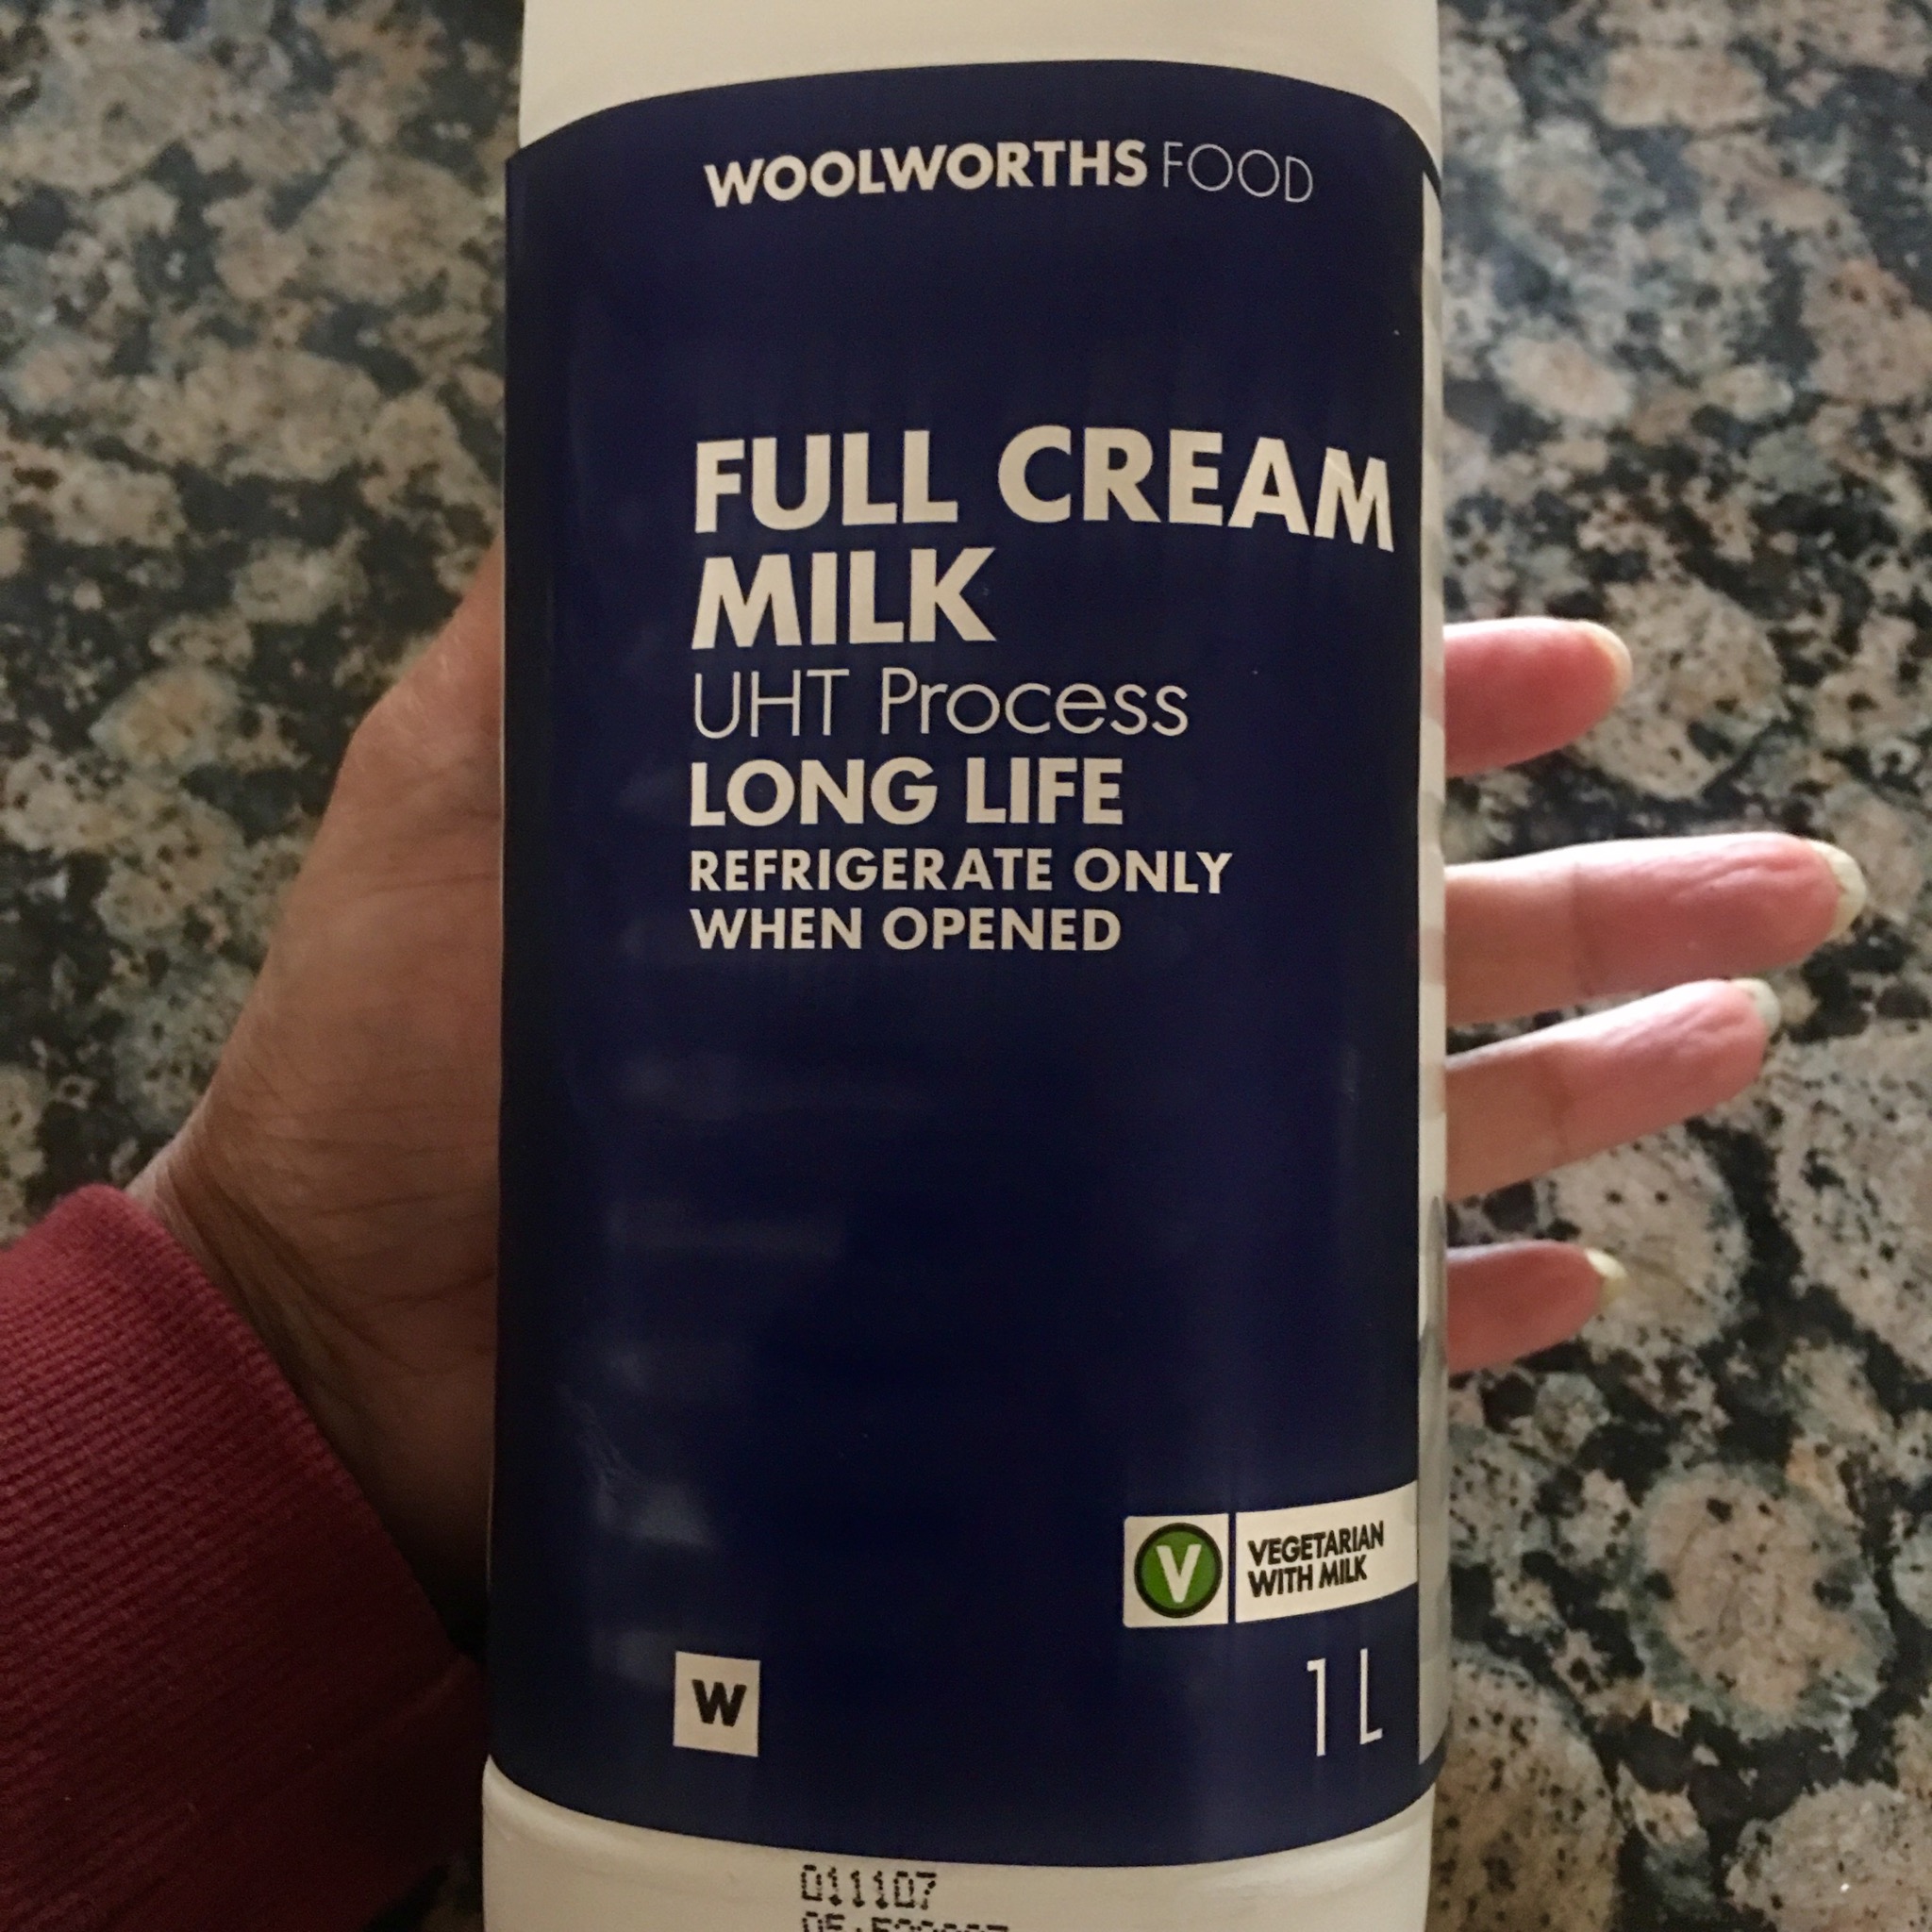 WOOLWORTHS FOOD
FULL CREAM
MILK
UHT Process
LONG LIFE
REFRIGERATE ONLY
WHEN OPENED
V
VEGETARIAN
WITH MILK
W
1 L
011107